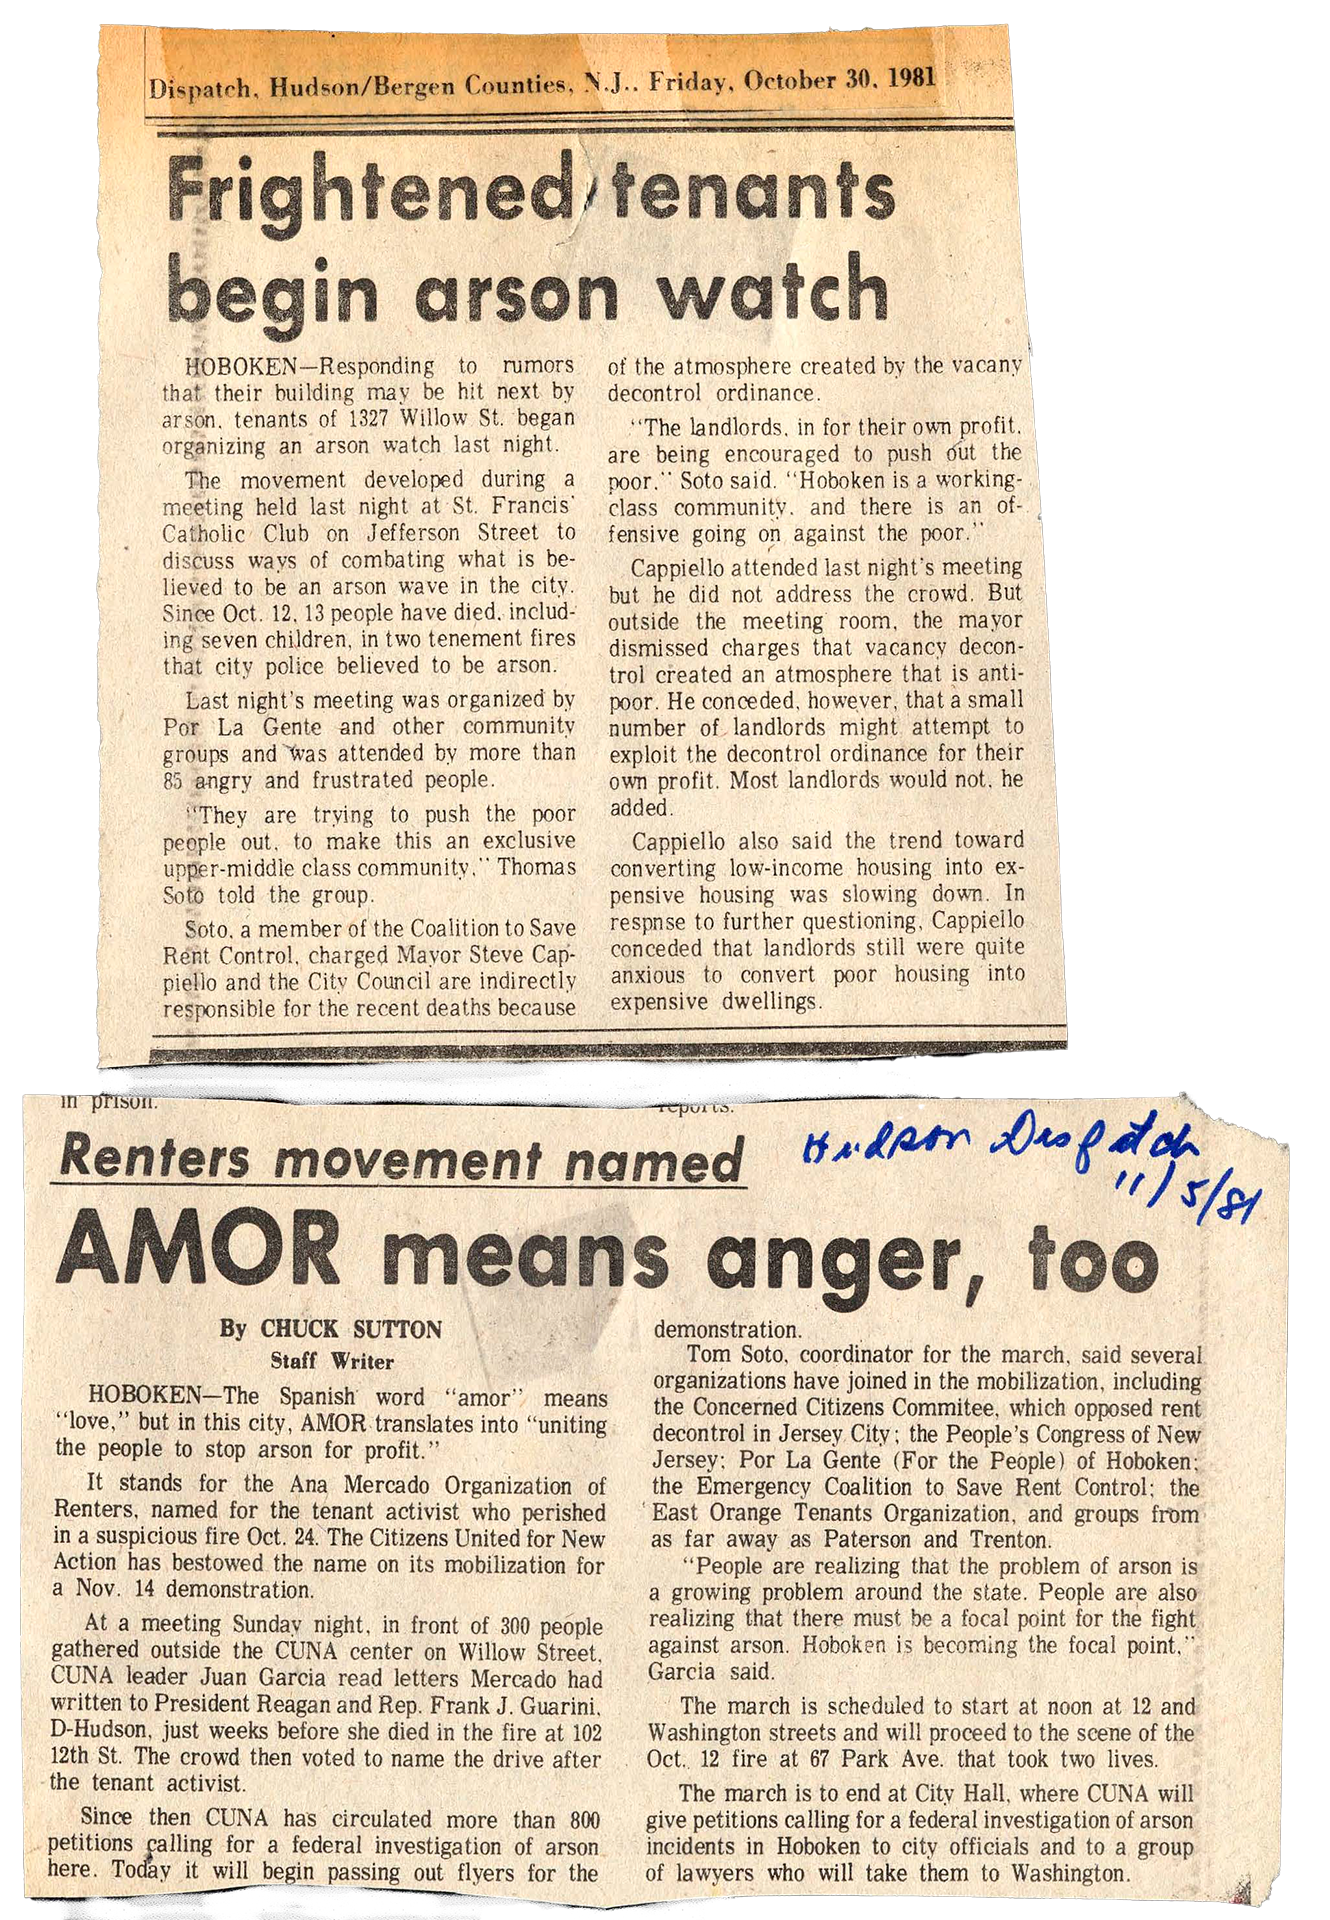 Dispatch, Hudson/Bergen Counties, N.J., Friday, October 30, 1981
Frightened tenants
begin arson watch
HOBOKEN—Responding to rumors
that their building may be hit next by
arson, tenants of 1327 Willow St. began
organizing an arson watch last night.
The movement developed during a
meeting held last night at St. Francis'
Catholic Club on Jefferson Street to
discuss ways of combating what is be-
lieved to be an arson wave in the city.
Since Oct. 12, 13 people have died, includ-
ing seven children, in two tenement fires
that city police believed to be arson.
Last night's meeting was organized by
Por La Gente and other community
groups and was attended by more than
85 angry and frustrated people.
"They are trying to push the poor
people out, to make this an exclusive
upper-middle class community," Thomas
Soto told the group.
Soto, a member of the Coalition to Save
Rent Control, charged Mayor Steve Cap-
piello and the City Council are indirectly
responsible for the recent deaths because
of the atmosphere created by the vacany
decontrol ordinance.
"The landlords, in for their own profit,
are being encouraged to push out the
poor," Soto said. "Hoboken is a working-
class community, and there is an of-
fensive going on against the poor."
Cappiello attended last night's meeting
but he did not address the crowd. But
outside the meeting room, the mayor
dismissed charges that vacancy decon-
trol created an atmosphere that is anti-
poor. He conceded, however, that a small
number of landlords might attempt to
exploit the decontrol ordinance for their
own profit. Most landlords would not, he
added.
Cappiello also said the trend toward
converting low-income housing into ex-
pensive housing was slowing down. In
respnse to further questioning, Cappiello
conceded that landlords still were quite
anxious to convert poor housing into
expensive dwellings.
in prison.
reports.
Renters movement named
Hudson Dispatch
11/5/81
AMOR means anger, too
By CHUCK SUTTON
Staff Writer
HOBOKEN—The Spanish word "amor" means
"love," but in this city, AMOR translates into "uniting
the people to stop arson for profit."
It stands for the Ana Mercado Organization of
Renters, named for the tenant activist who perished
in a suspicious fire Oct. 24. The Citizens United for New
Action has bestowed the name on its mobilization for
a Nov. 14 demonstration.
At a meeting Sunday night, in front of 300 people
gathered outside the CUNA center on Willow Street,
CUNA leader Juan Garcia read letters Mercado had
written to President Reagan and Rep. Frank J. Guarini,
D-Hudson, just weeks before she died in the fire at 102
12th St. The crowd then voted to name the drive after
the tenant activist.
Since then CUNA has circulated more than 800
petitions calling for a federal investigation of arson
here. Today it will begin passing out flyers for the
demonstration.
Tom Soto, coordinator for the march, said several
organizations have joined in the mobilization, including
the Concerned Citizens Commitee, which opposed rent
decontrol in Jersey City; the People's Congress of New
Jersey; Por La Gente (For the People) of Hoboken;
the Emergency Coalition to Save Rent Control; the
East Orange Tenants Organization, and groups from
as far away as Paterson and Trenton.
"People are realizing that the problem of arson is
a growing problem around the state. People are also
realizing that there must be a focal point for the fight
against arson. Hoboken is becoming the focal point,"
Garcia said.
The march is scheduled to start at noon at 12 and
Washington streets and will proceed to the scene of the
Oct. 12 fire at 67 Park Ave. that took two lives.
The march is to end at City Hall, where CUNA will
give petitions calling for a federal investigation of arson
incidents in Hoboken to city officials and to a group
of lawyers who will take them to Washington.